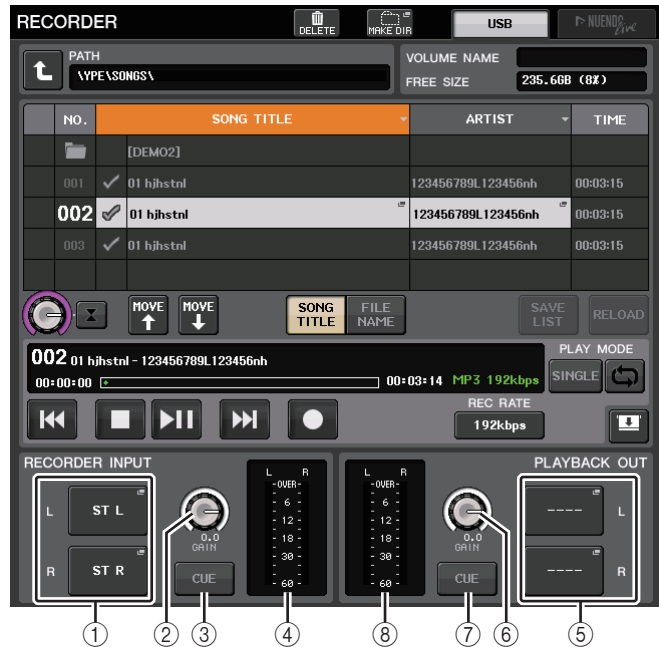 RECORDER DELETE MAKE DIR USB NUENDO Live
PATH VOLUME NAME
\YPE\SONGS\ FREE SIZE 235.6GB (8%)
NO. SONG TITLE ARTIST TIME
[DEMO2]
001 01 hjhstnl 123456789L123456nh 00:03:15
002 01 hjhstnl 123456789L123456nh 00:03:15
003 01 hjhstnl 123456789L123456nh 00:03:15
MOVE MOVE SONG TITLE FILE NAME SAVE LIST RELOAD
002 01 hjhstnl - 123456789L123456nh PLAY MODE
00:00:00 00:03:14 MP3 192kbps SINGLE
REC RATE
192kbps
RECORDER INPUT PLAYBACK OUT
L R L R
-OVER- -OVER-
L ST L 6 6 ---- L
12 12
0.0 18 18 0.0
GAIN GAIN
R ST R 30 30 ---- R
CUE 60 60 CUE
1 2 3 4 8 7 6 5